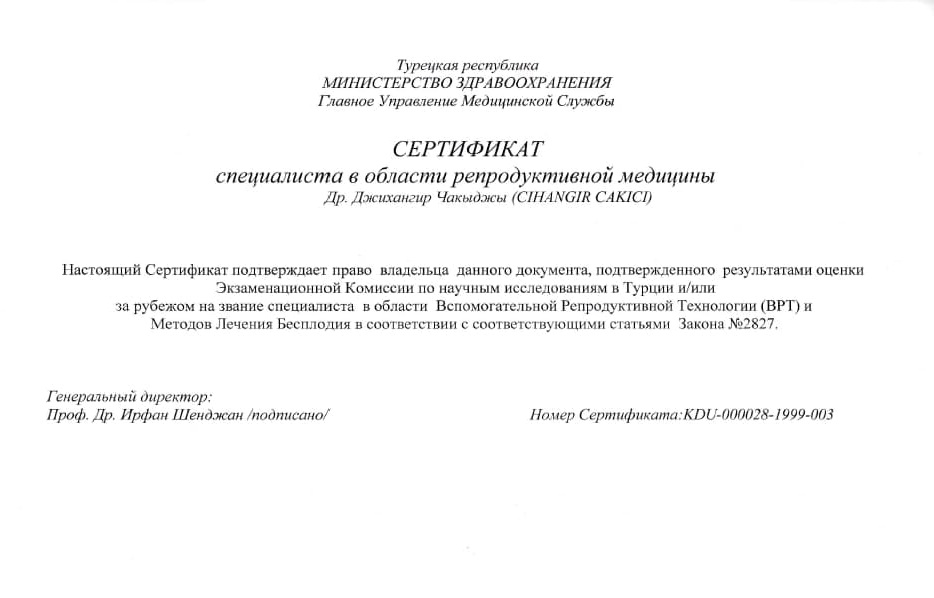 Турецкая республика
МИНИСТЕРСТВО ЗДРАВООХРАНЕНИЯ
Главное Управление Медицинской Службы
СЕРТИФИКАТ
специалиста в области репродуктивной медицины
Др. Джихангир Чакыджы (CIHANGIR CAKICI)
Настоящий Сертификат подтверждает право владельца данного документа, подтвержденного результатами оценки
Экзаменационной Комиссии по научным исследованиям в Турции и/или
за рубежом на звание специалиста в области Вспомогательной Репродуктивной Технологии (ВРТ) и
Методов Лечения Бесплодия в соответствии с соответствующими статьями Закона №2827.
Генеральный директор:
Проф. Др. Ирфан Шенджан /подписано/
Номер Сертификата:KDU-000028-1999-003